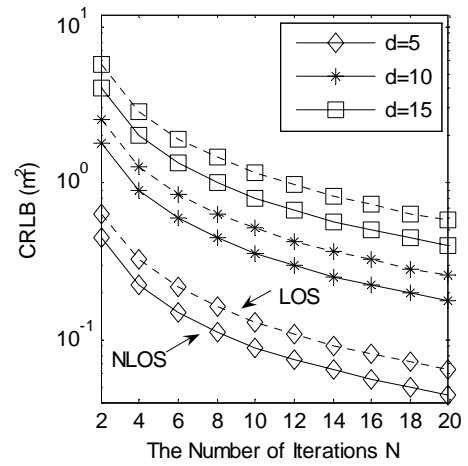 10^1
10^0
10^-1
CRLB (m^2)
d=5
d=10
d=15
LOS
NLOS
2 4 6 8 10 12 14 16 18 20
The Number of Iterions N